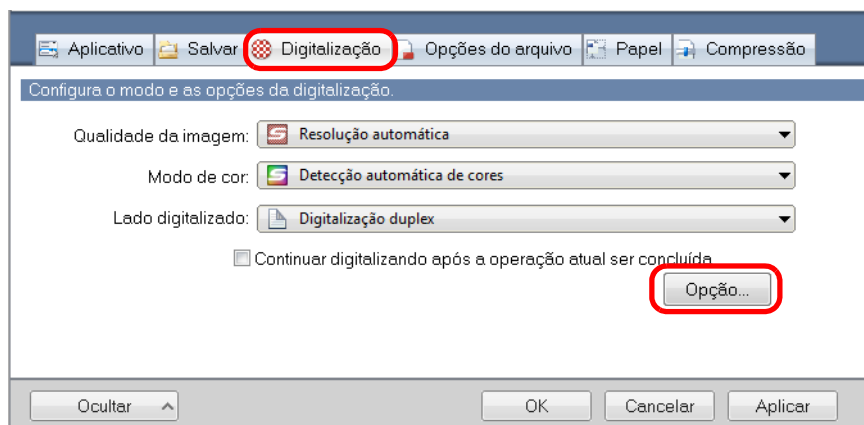 Aplicativo Salvar Digitalização Opções do arquivo Papel Compressão
Configura o modo e as opções da digitalização.
Qualidade da imagem: Resolução automática
Modo de cor: Detecção automática de cores
Lado digitalizado: Digitalização duplex
Continuar digitalizando após a operação atual ser concluída
Opção...
Ocultar OK Cancelar Aplicar